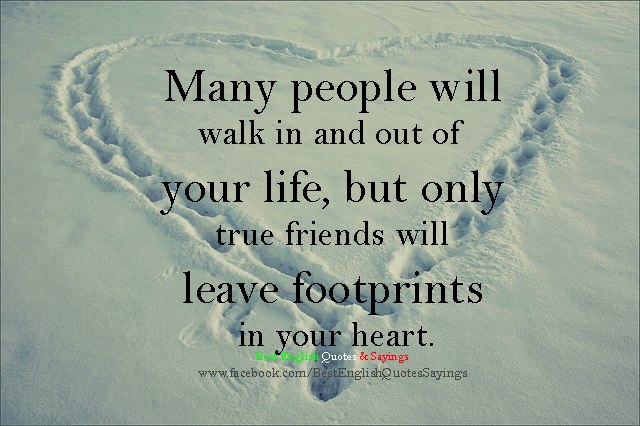 Many people will
walk in and out of
your life, but only
true friends will
leave footprints
in your heart.
Best English Quotes & Sayings
www.facebook.com/BestEnglishQuotesSayings